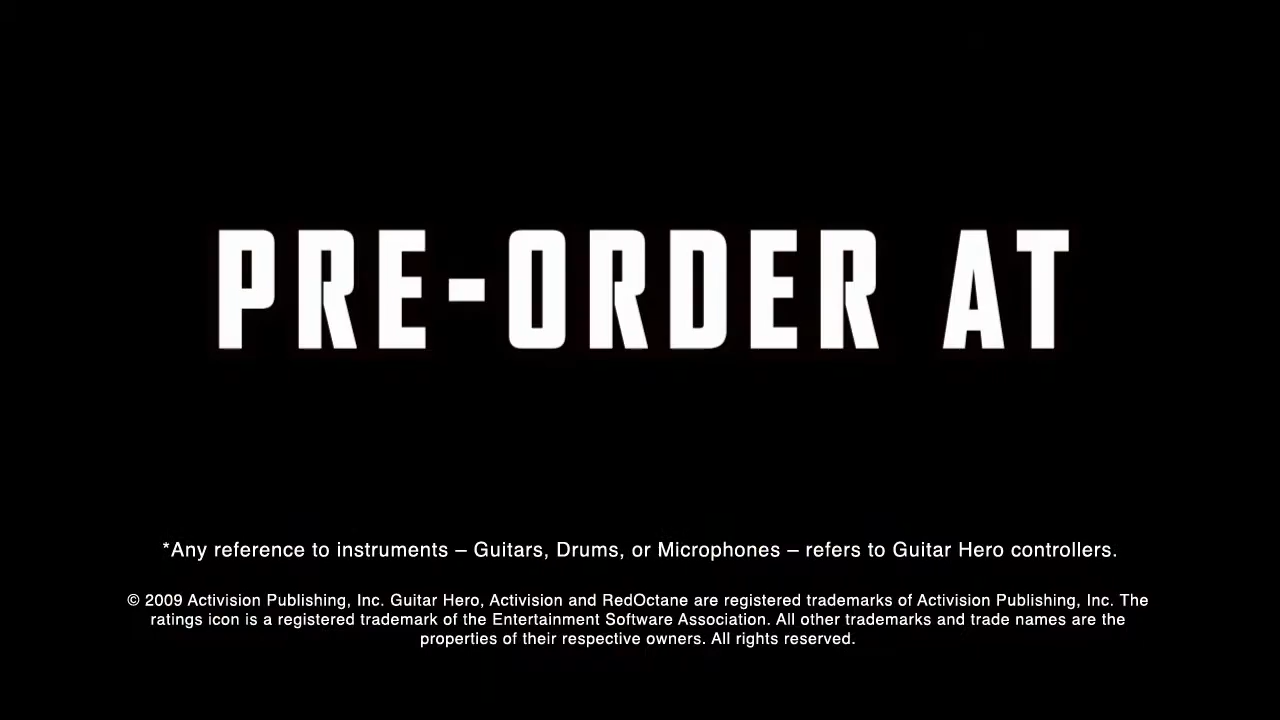 PRE-ORDER AT
*Any reference to instruments – Guitars, Drums, or Microphones – refers to Guitar Hero controllers.
© 2009 Activision Publishing, Inc. Guitar Hero, Activision and RedOctane are registered trademarks of Activision Publishing, Inc. The
ratings icon is a registered trademark of the Entertainment Software Association. All other trademarks and trade names are the
properties of their respective owners. All rights reserved.